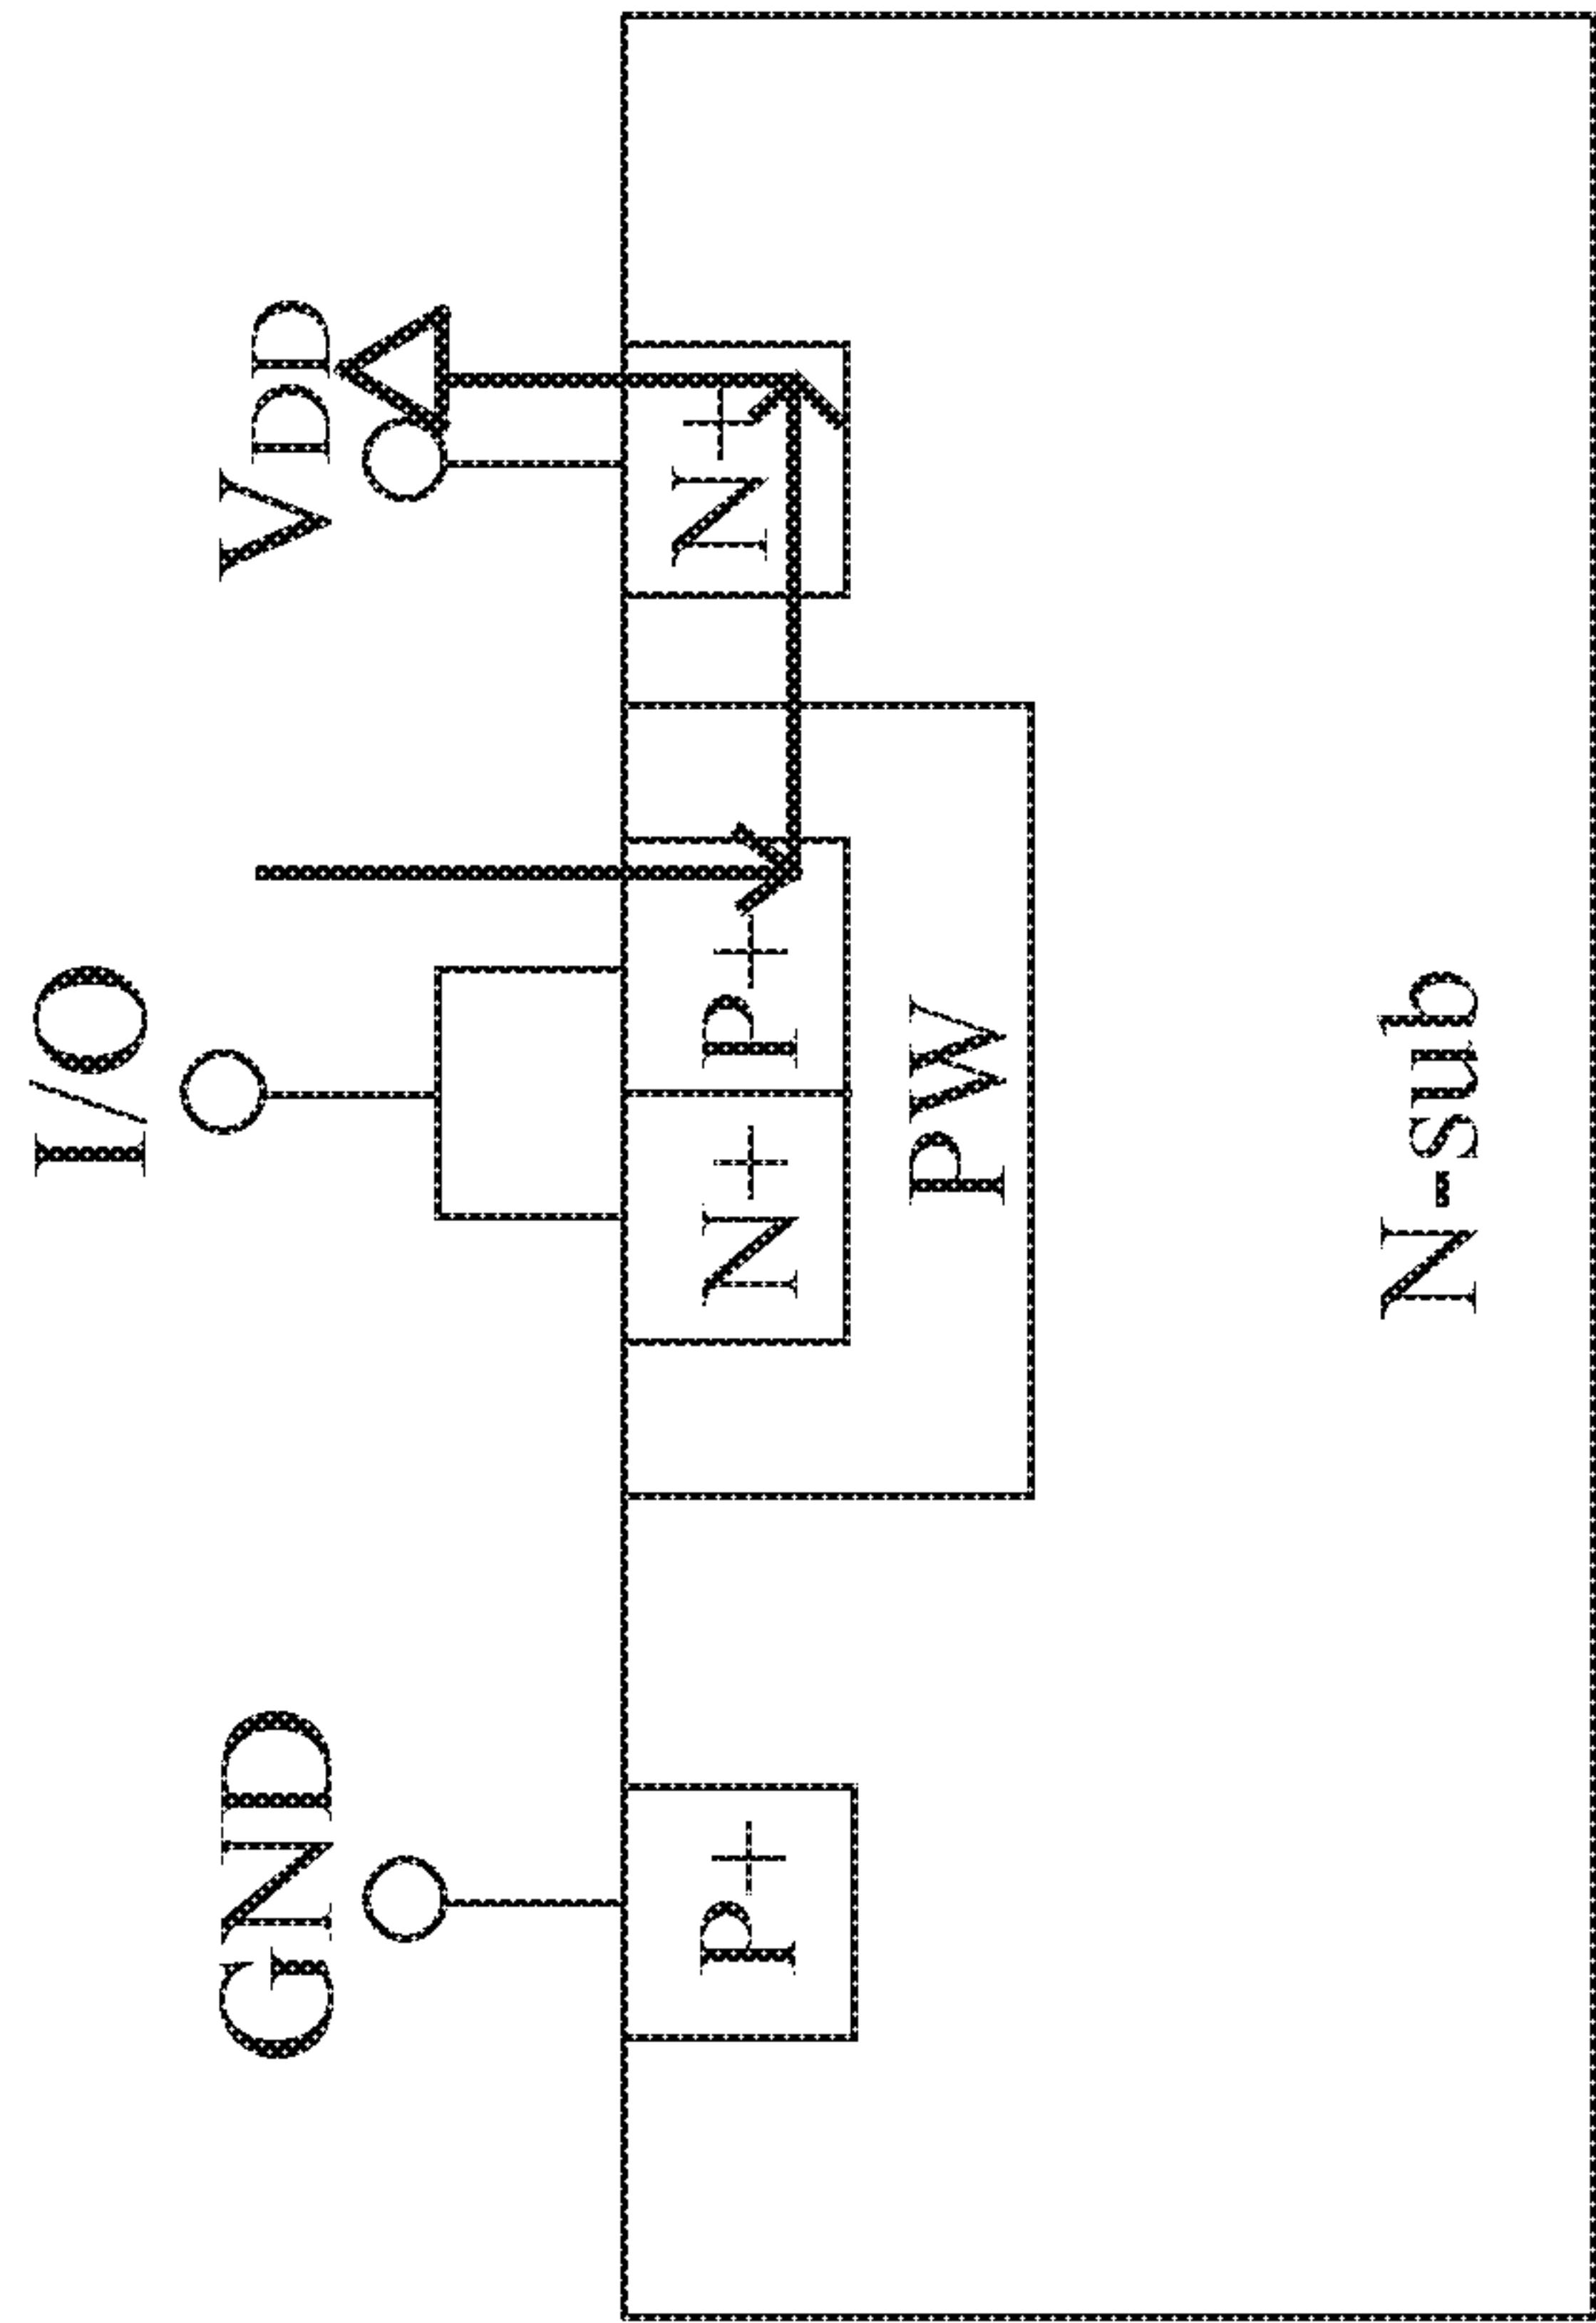 I/O
GND
VDD
P+
N+
P+
N+
PW
N-sub